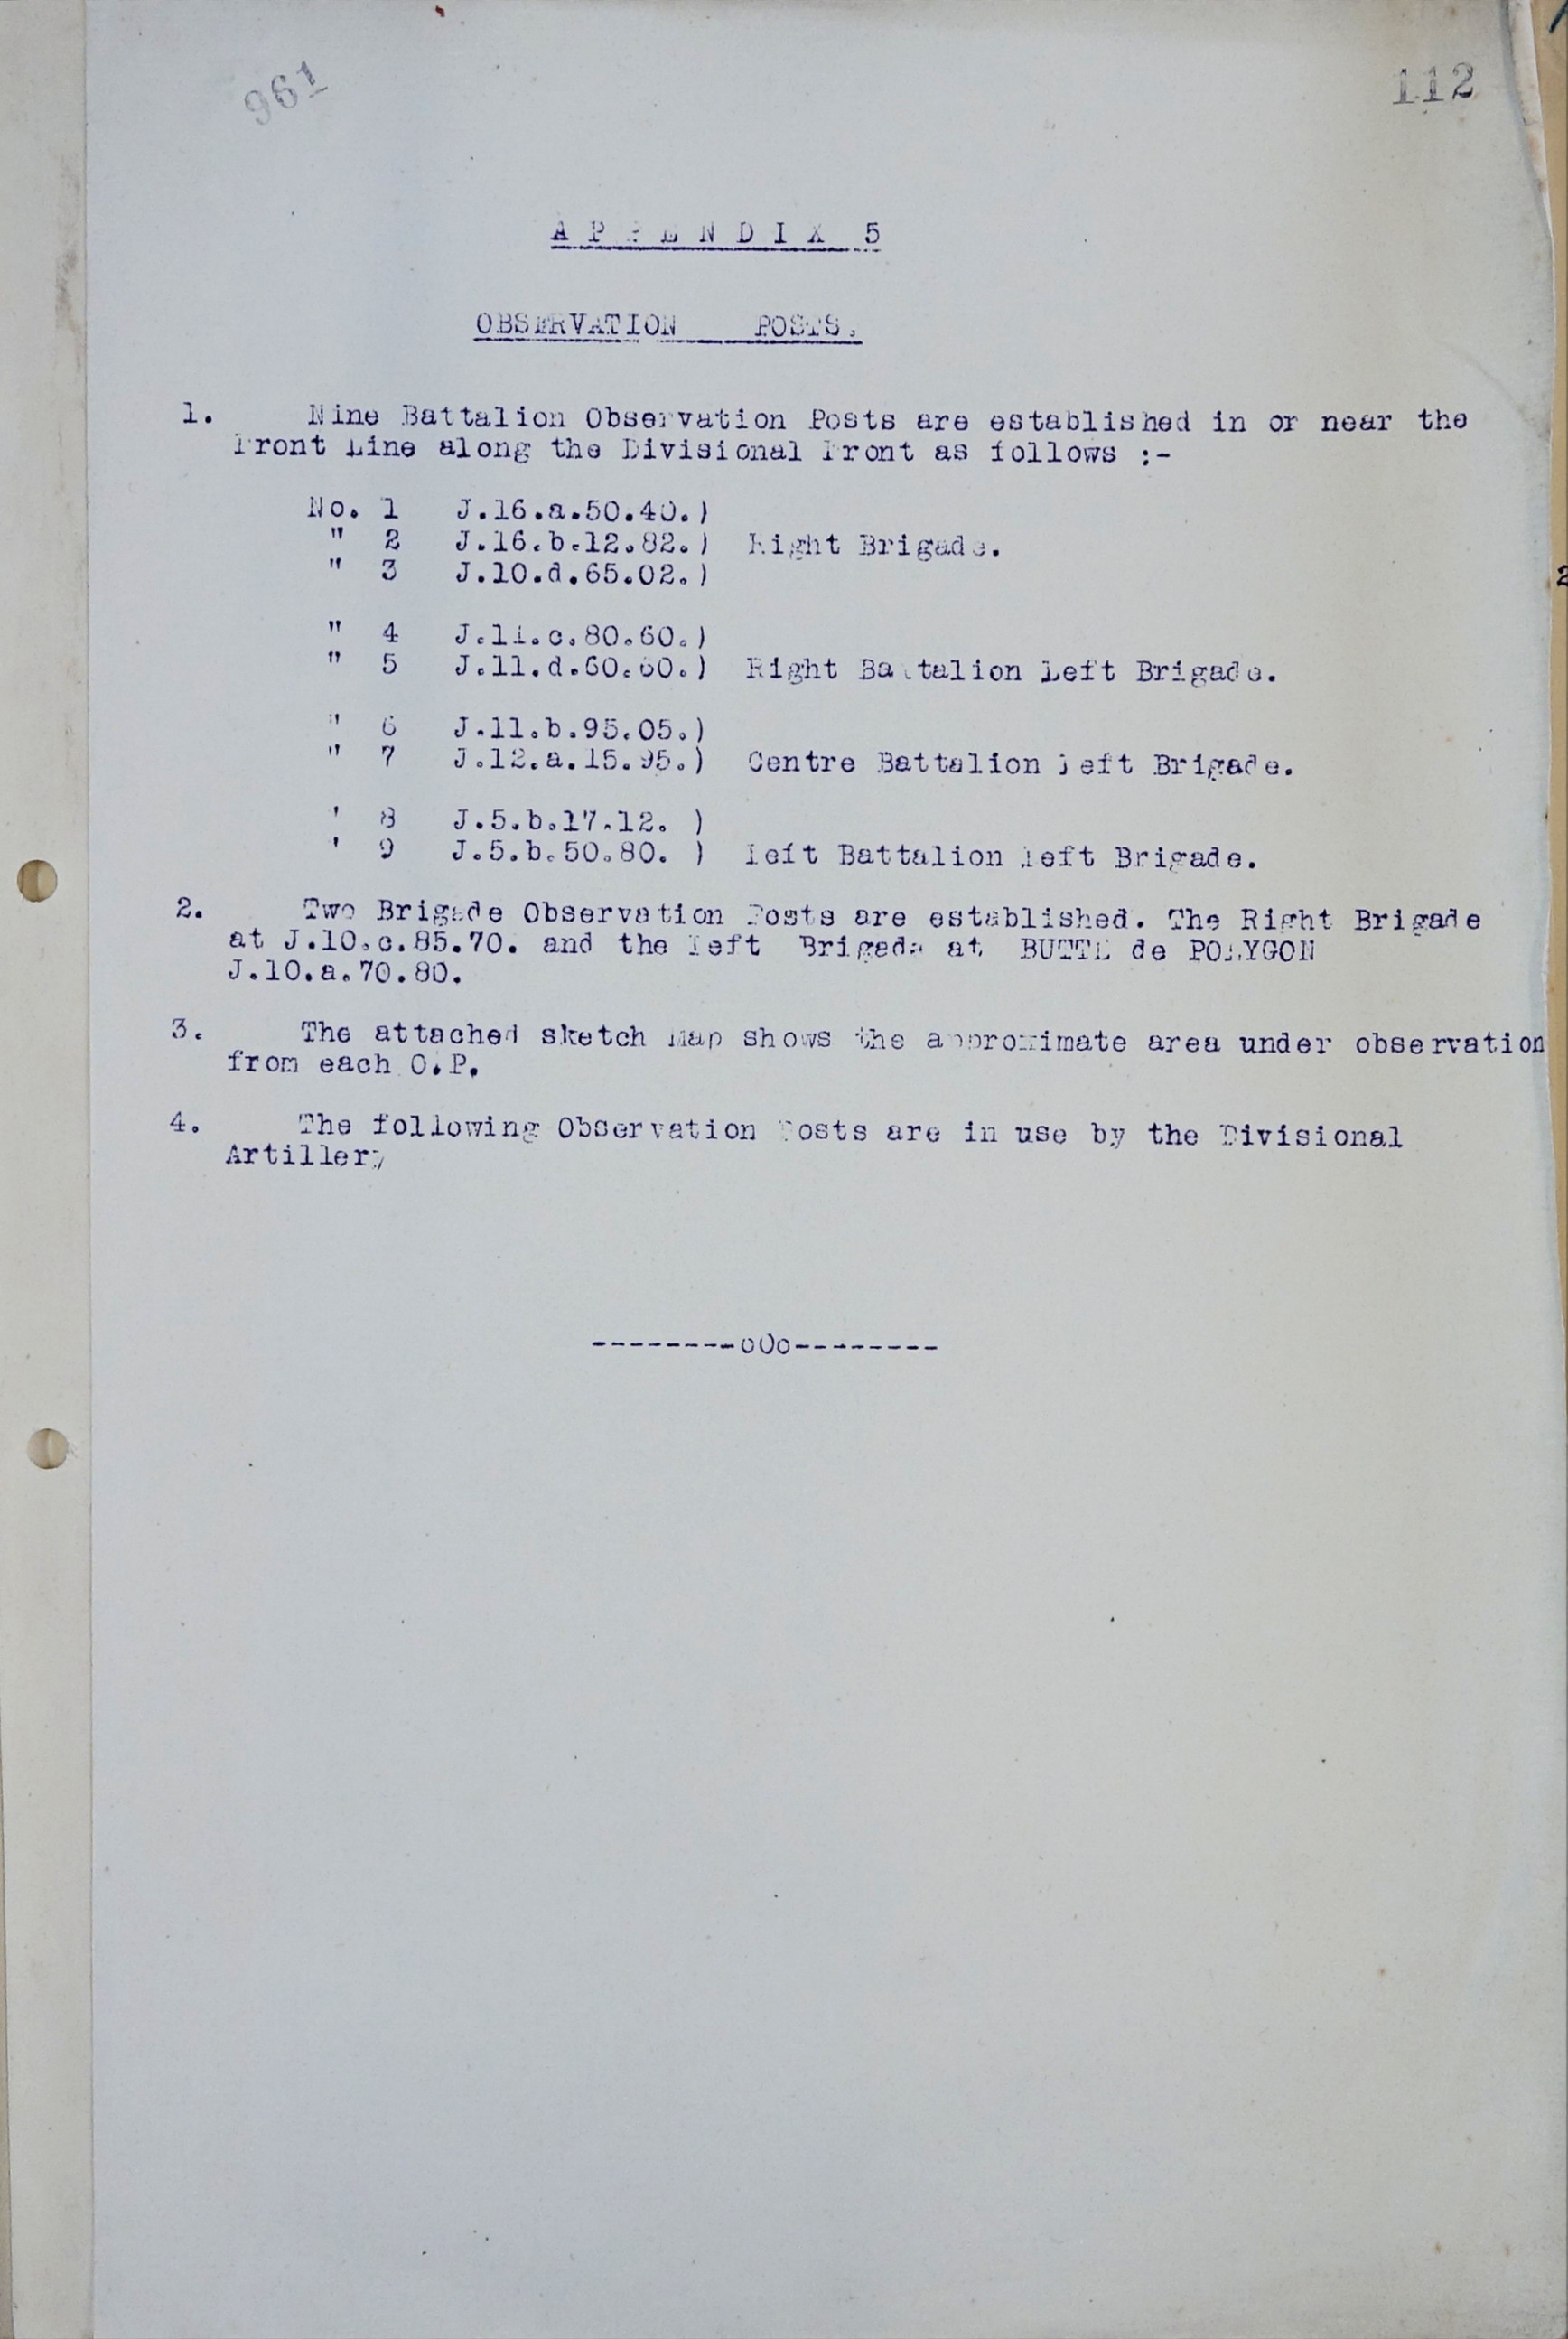 961
112
A P P E N D I X 5
OBSERVATION POSTS.
1. Nine Battalion Observation Posts are established in or near the
Front Line along the Divisional Front as follows :-
No. 1 J.16.a.50.40.)
" 2 J.16.b.12.82.) Right Brigade.
" 3 J.10.d.65.02.)
" 4 J.11.c.80.60.)
" 5 J.11.d.60.60.) Right Battalion Left Brigade.
" 6 J.11.b.95.05.)
" 7 J.12.a.15.95.) Centre Battalion Left Brigade.
" 8 J.5.b.17.12. )
" 9 J.5.b.50.80. ) Left Battalion Left Brigade.
2. Two Brigade Observation Posts are established. The Right Brigade
at J.10.c.85.70. and the Left Brigade at BUTTE de POLYGON
J.10.a.70.80.
3. The attached sketch Map shows the approximate area under observation
from each O.P.
4. The following Observation Posts are in use by the Divisional
Artillery
---------oOo---------